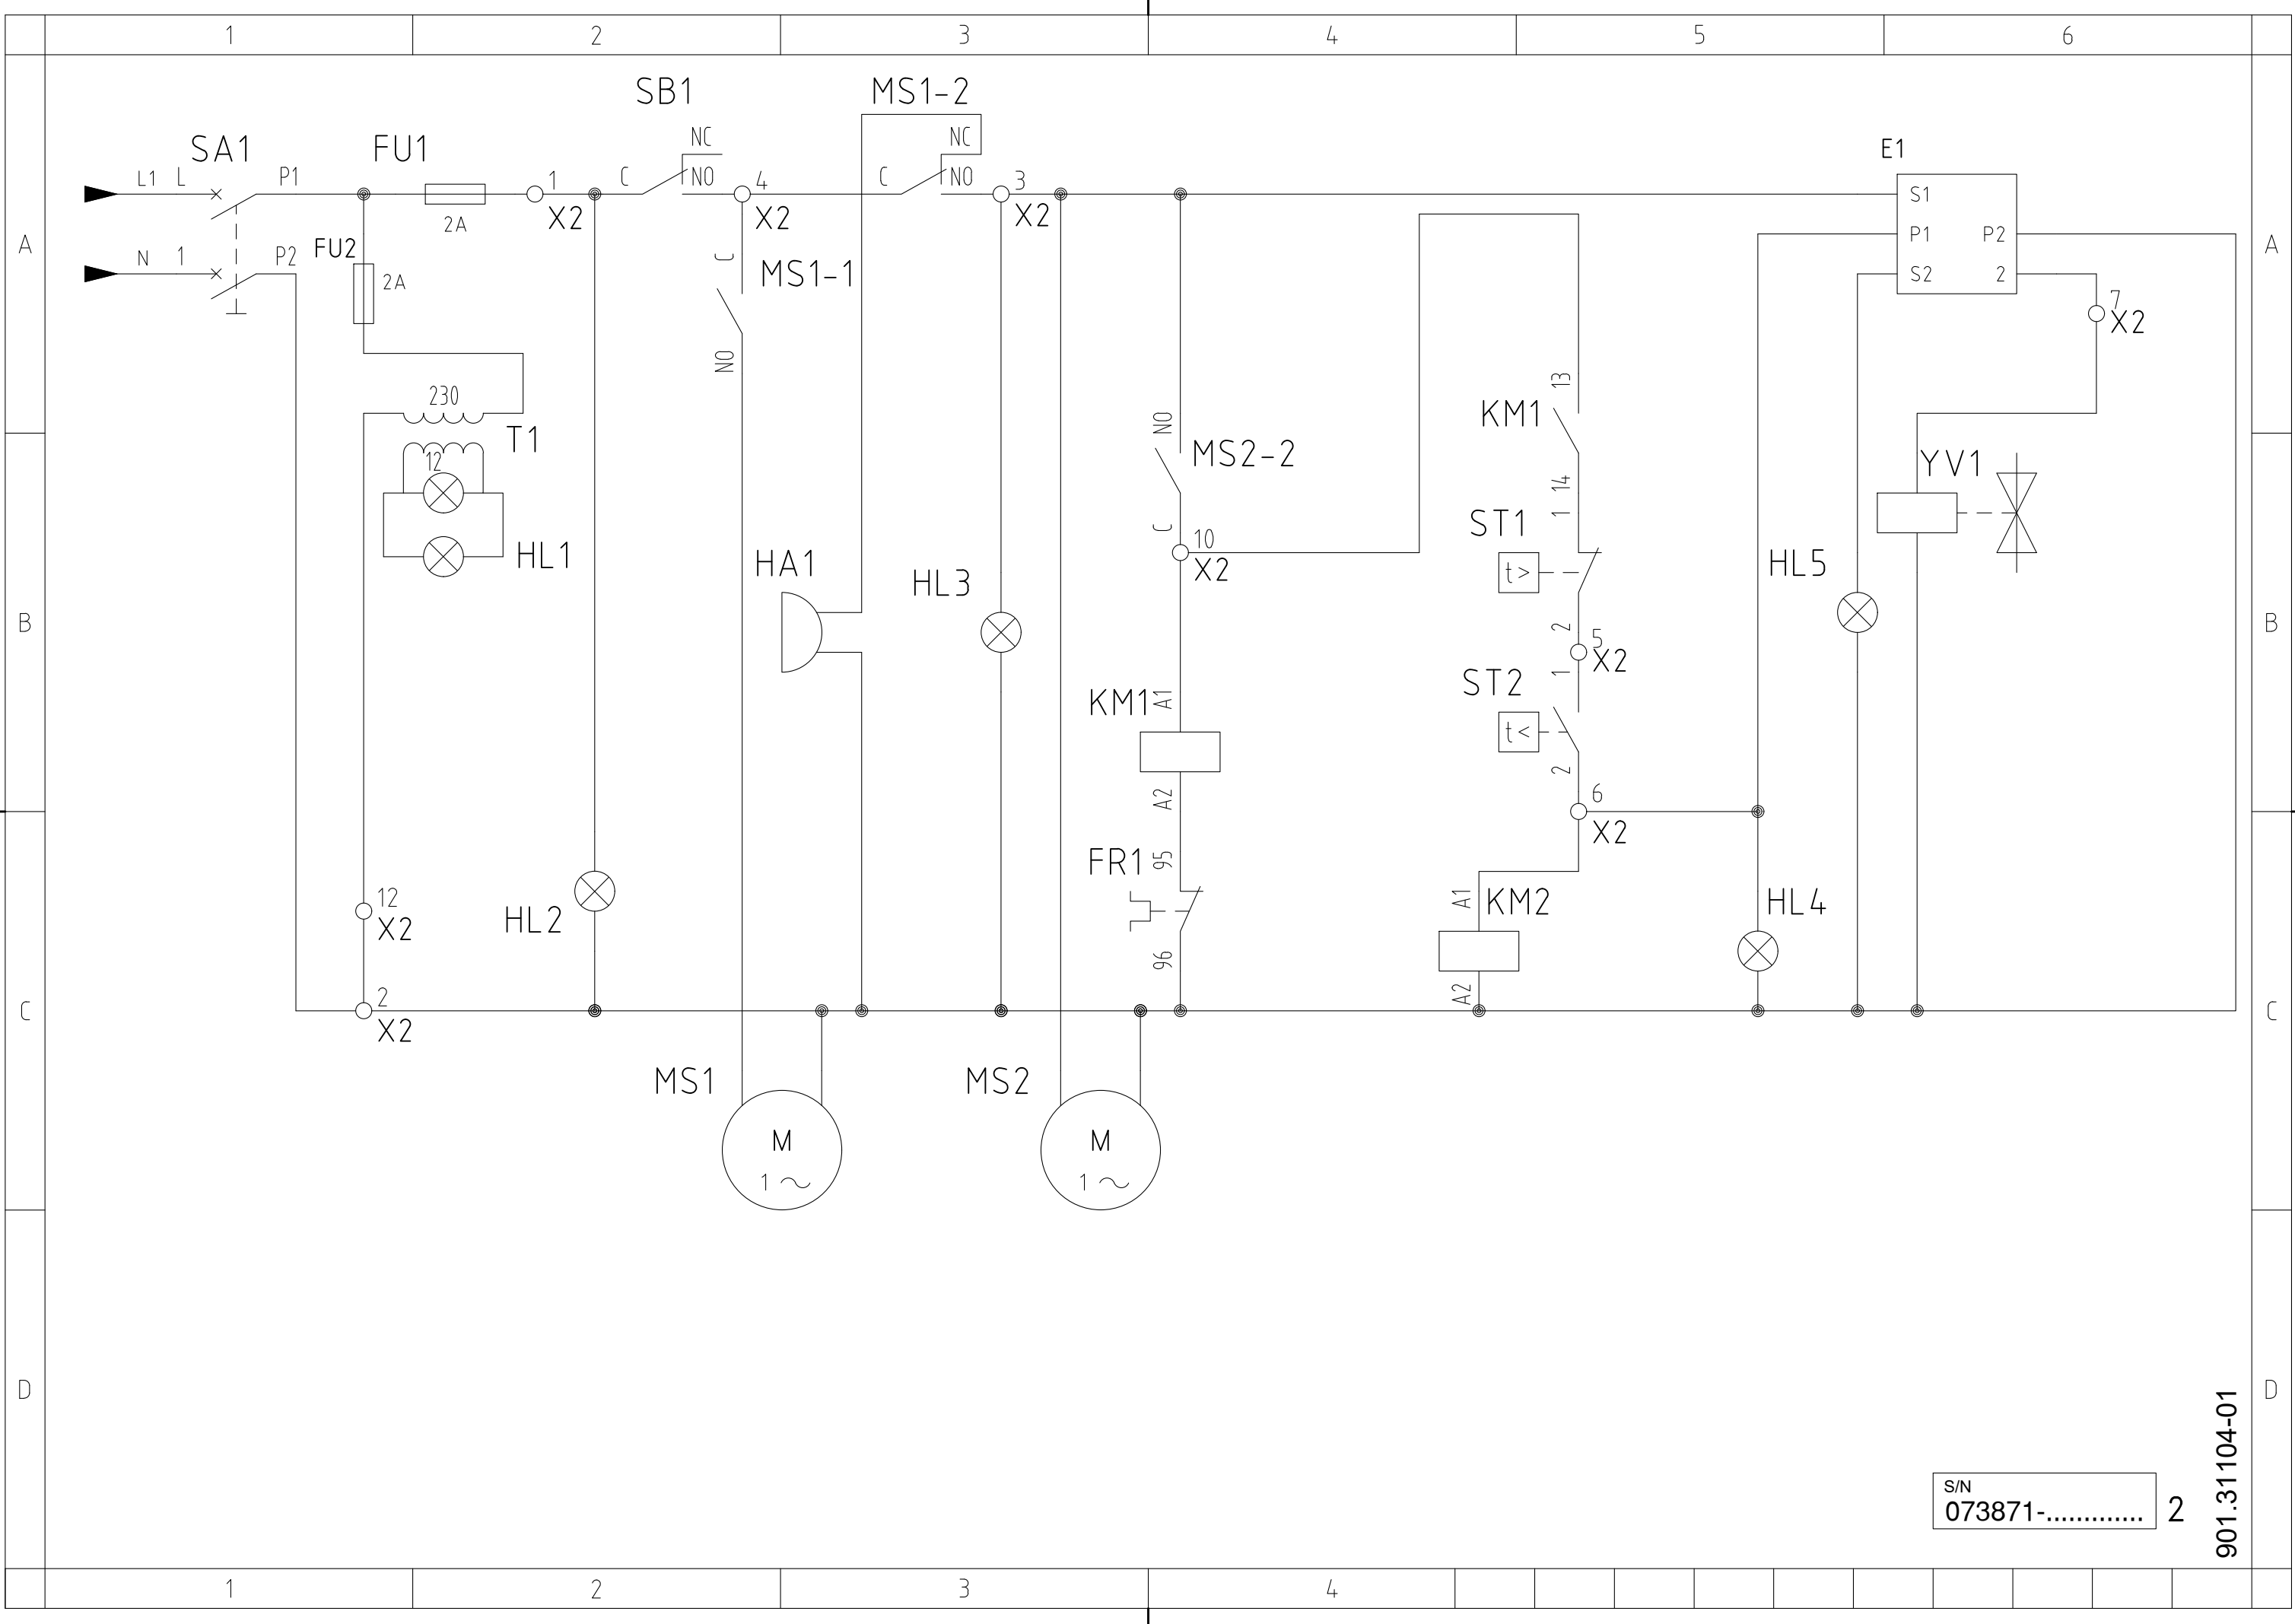 1 2 3 4 5 6
SB1 MS1-2
NC NC
SA1 FU1 E1
L1 L P1 1 C NO 4 C NO 3 S1
X2 X2 X2
2A
A FU2 P1 P2 A
N 1 P2 C MS1-1 S2 2
2A
7
X2
NO
13
230 KM1
NO
T1 MS2-2
12 YV1
14
1
ST1
C 10
HL1 HA1 HL3 X2 t> HL5
B B
2 5
X2
ST2 1
KM1 A1
t<
2
A2 6
X2
FR1 95
12 A1 KM2 HL4
X2 HL2
96
A2
C 2 C
X2
MS1 MS2
M M
1 ~ 1 ~
D D
S/N
073871-............. 2
901.31104-01
1 2 3 4